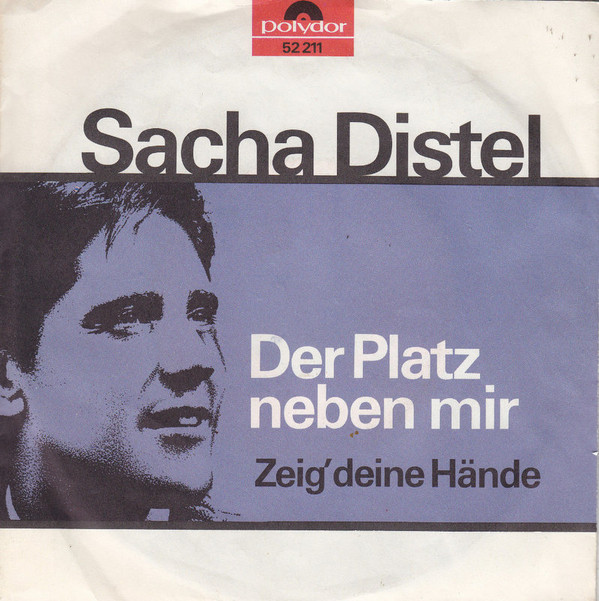 polydor
52 211
Sacha Distel
Der Platz
neben mir
Zeig' deine Hände